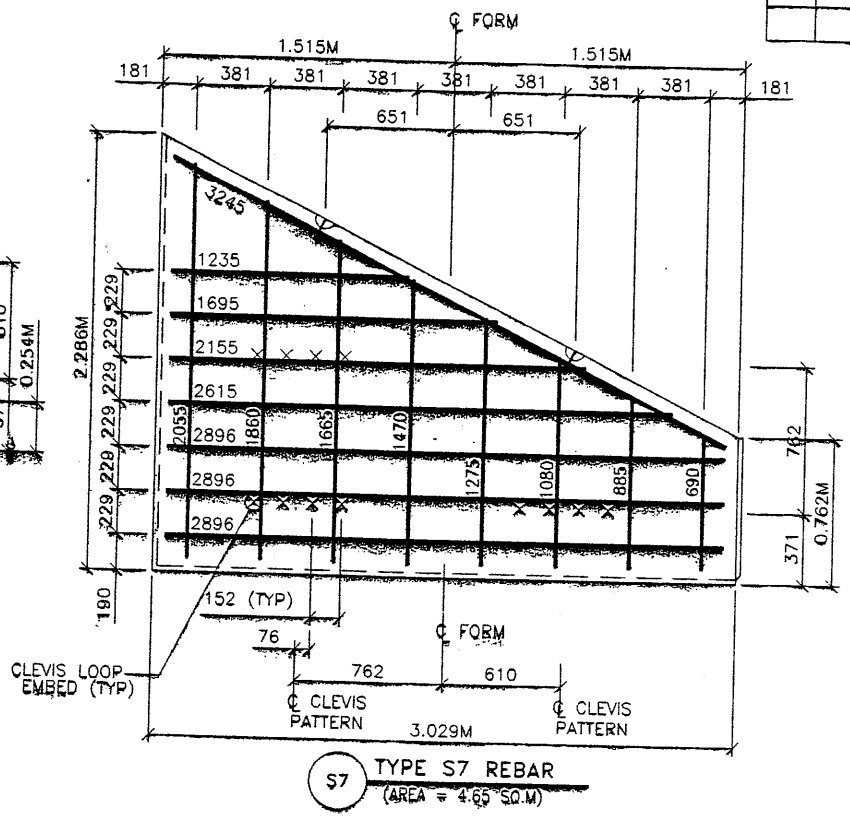 ℄ FORM
1.515M
1.515M
181
381
381
381
381
381
381
381
181
651
651
3245
1235
1695
2155
2615
2896
2896
2896
2055
1860
1665
1470
1275
1080
885
690
229
229
229
229
229
229
190
2.286M
0.254M
762
371
0.762M
152 (TYP)
76
℄ FORM
762
610
CLEVIS LOOP
EMBED (TYP)
℄ CLEVIS
PATTERN
℄ CLEVIS
PATTERN
3.029M
S7
TYPE S7 REBAR
(AREA = 4.65 SQ.M)